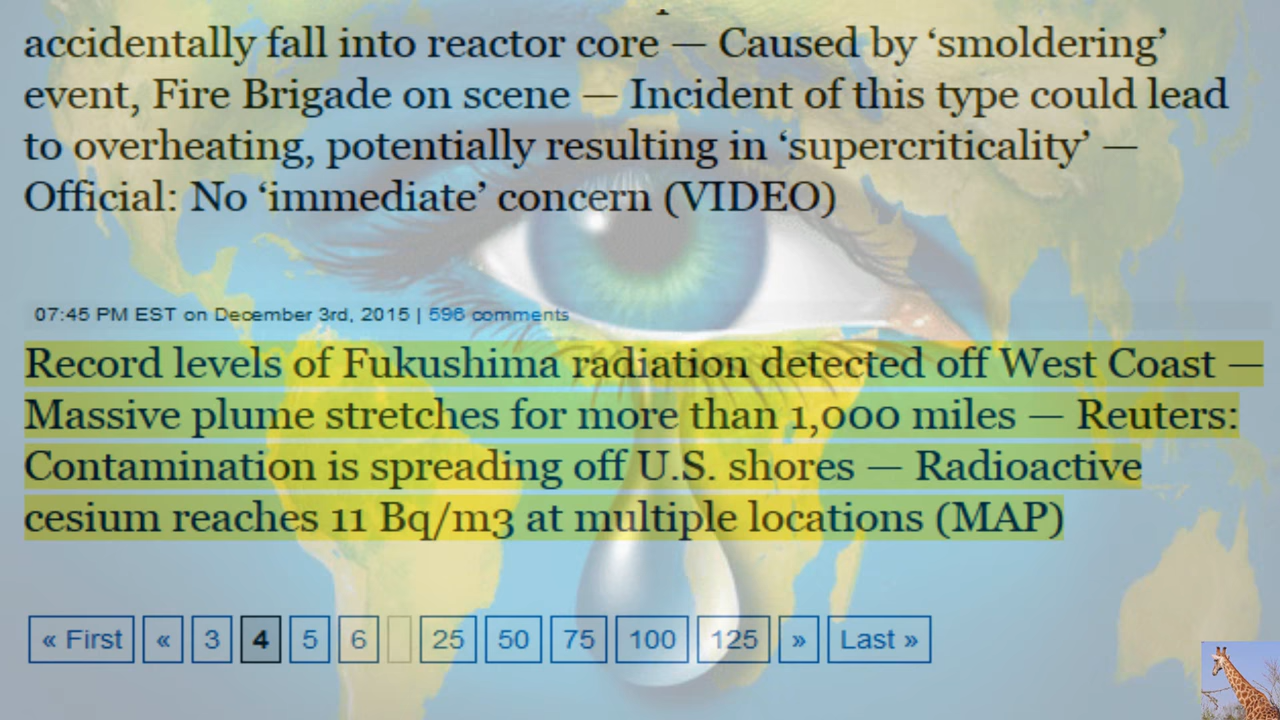 accidentally fall into reactor core — Caused by ‘smoldering’
event, Fire Brigade on scene — Incident of this type could lead
to overheating, potentially resulting in ‘supercriticality’ —
Official: No ‘immediate’ concern (VIDEO)
07:45 PM EST on December 3rd, 2015 | 596 comments
Record levels of Fukushima radiation detected off West Coast —
Massive plume stretches for more than 1,000 miles — Reuters:
Contamination is spreading off U.S. shores — Radioactive
cesium reaches 11 Bq/m3 at multiple locations (MAP)
« First « 3 4 5 6 25 50 75 100 125 » Last »